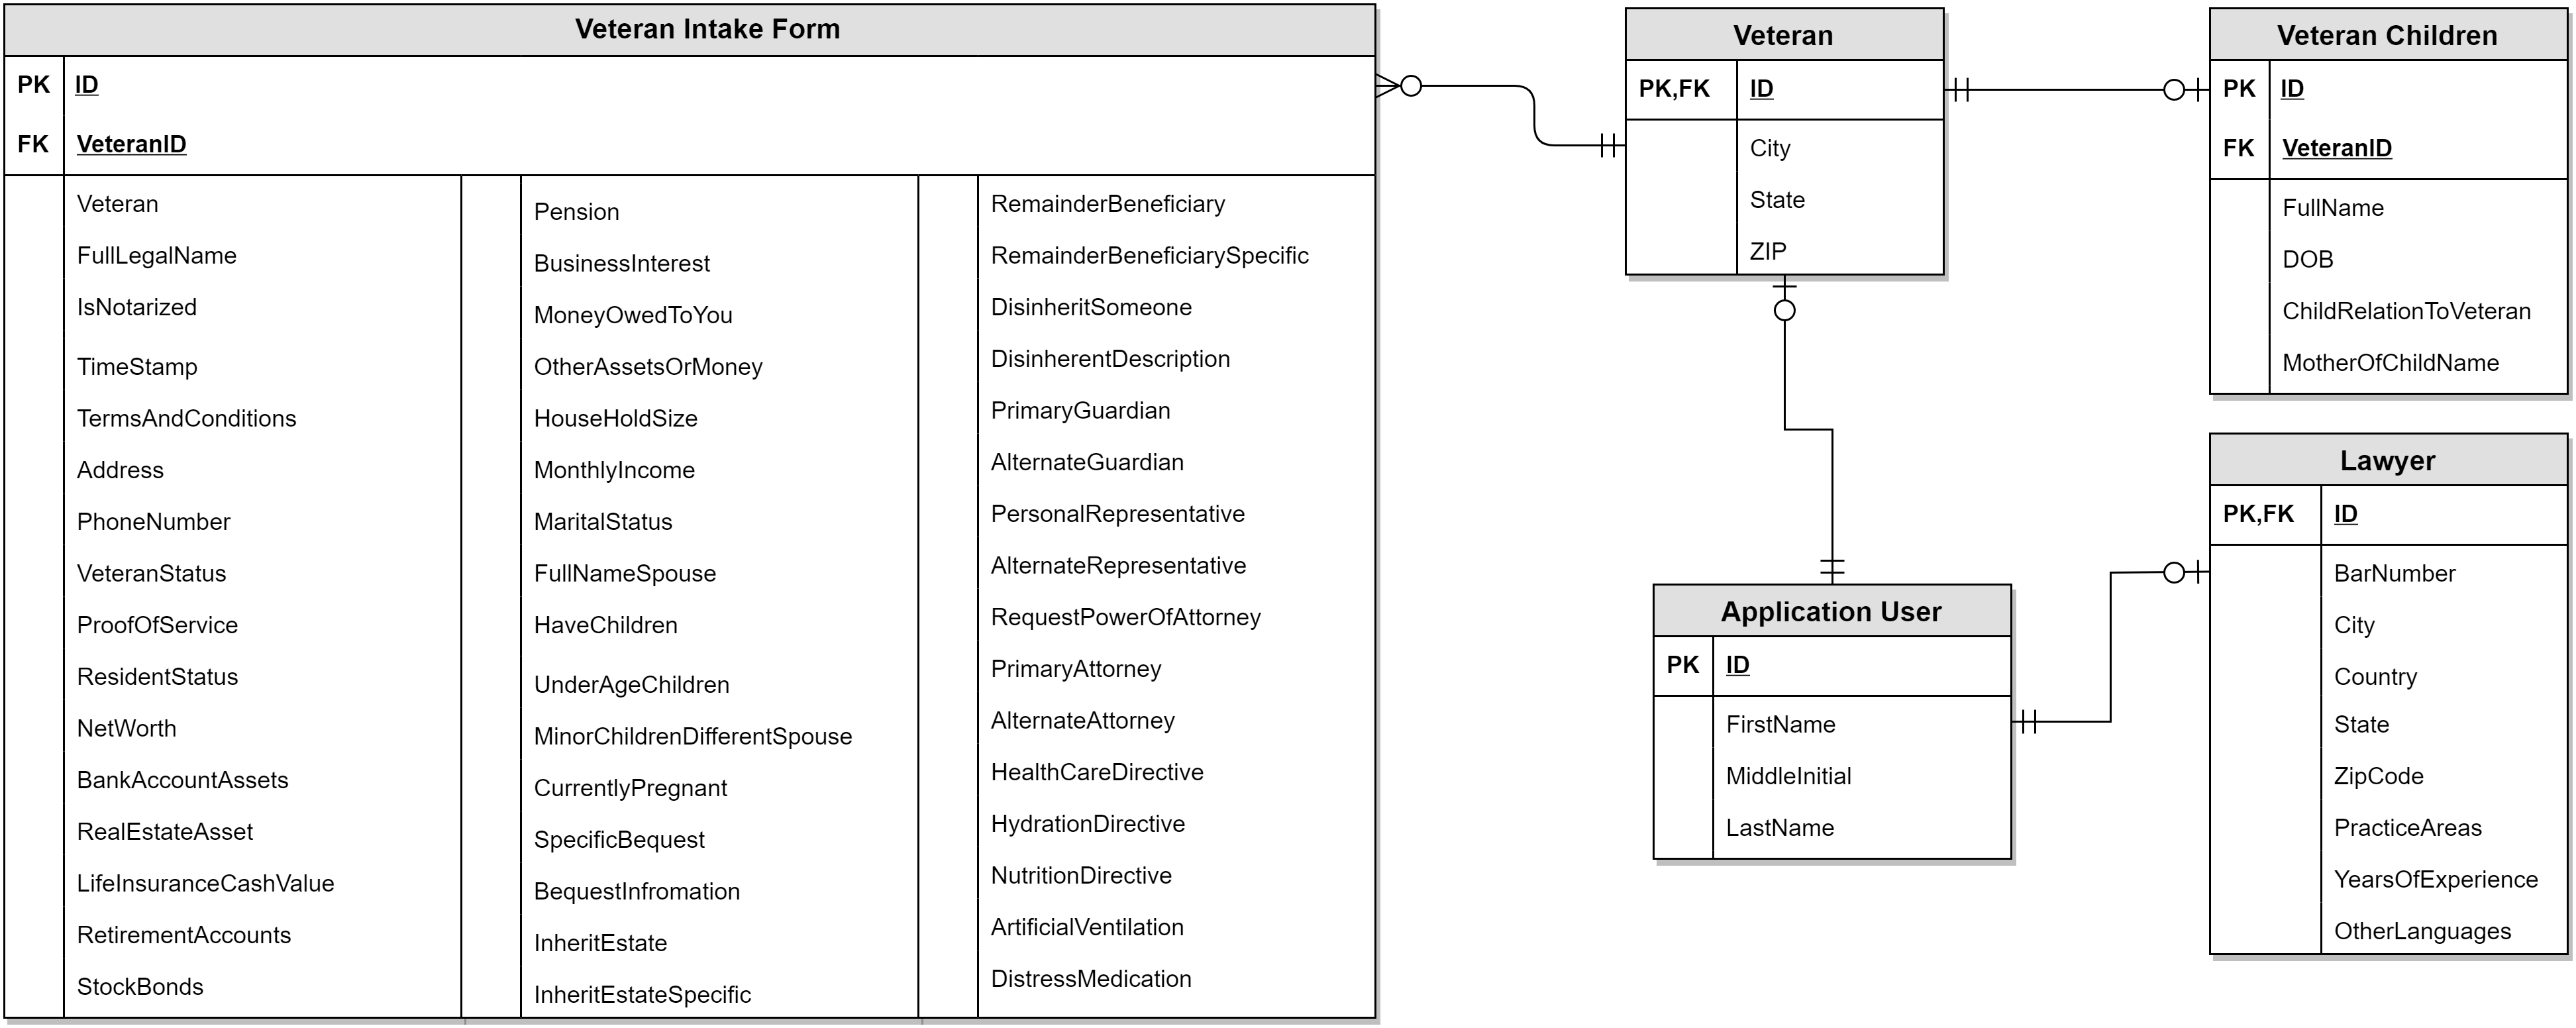 Veteran Intake Form
PK ID
FK VeteranID
Veteran
FullLegalName
IsNotarized
TimeStamp
TermsAndConditions
Address
PhoneNumber
VeteranStatus
ProofOfService
ResidentStatus
NetWorth
BankAccountAssets
RealEstateAsset
LifeInsuranceCashValue
RetirementAccounts
StockBonds
Pension
BusinessInterest
MoneyOwedToYou
OtherAssetsOrMoney
HouseHoldSize
MonthlyIncome
MaritalStatus
FullNameSpouse
HaveChildren
UnderAgeChildren
MinorChildrenDifferentSpouse
CurrentlyPregnant
SpecificBequest
BequestInfromation
InheritEstate
InheritEstateSpecific
RemainderBeneficiary
RemainderBeneficiarySpecific
DisinheritSomeone
DisinherentDescription
PrimaryGuardian
AlternateGuardian
PersonalRepresentative
AlternateRepresentative
RequestPowerOfAttorney
PrimaryAttorney
AlternateAttorney
HealthCareDirective
HydrationDirective
NutritionDirective
ArtificialVentilation
DistressMedication
Veteran
PK,FK ID
City
State
ZIP
Veteran Children
PK ID
FK VeteranID
FullName
DOB
ChildRelationToVeteran
MotherOfChildName
Application User
PK ID
FirstName
MiddleInitial
LastName
Lawyer
PK,FK ID
BarNumber
City
Country
State
ZipCode
PracticeAreas
YearsOfExperience
OtherLanguages